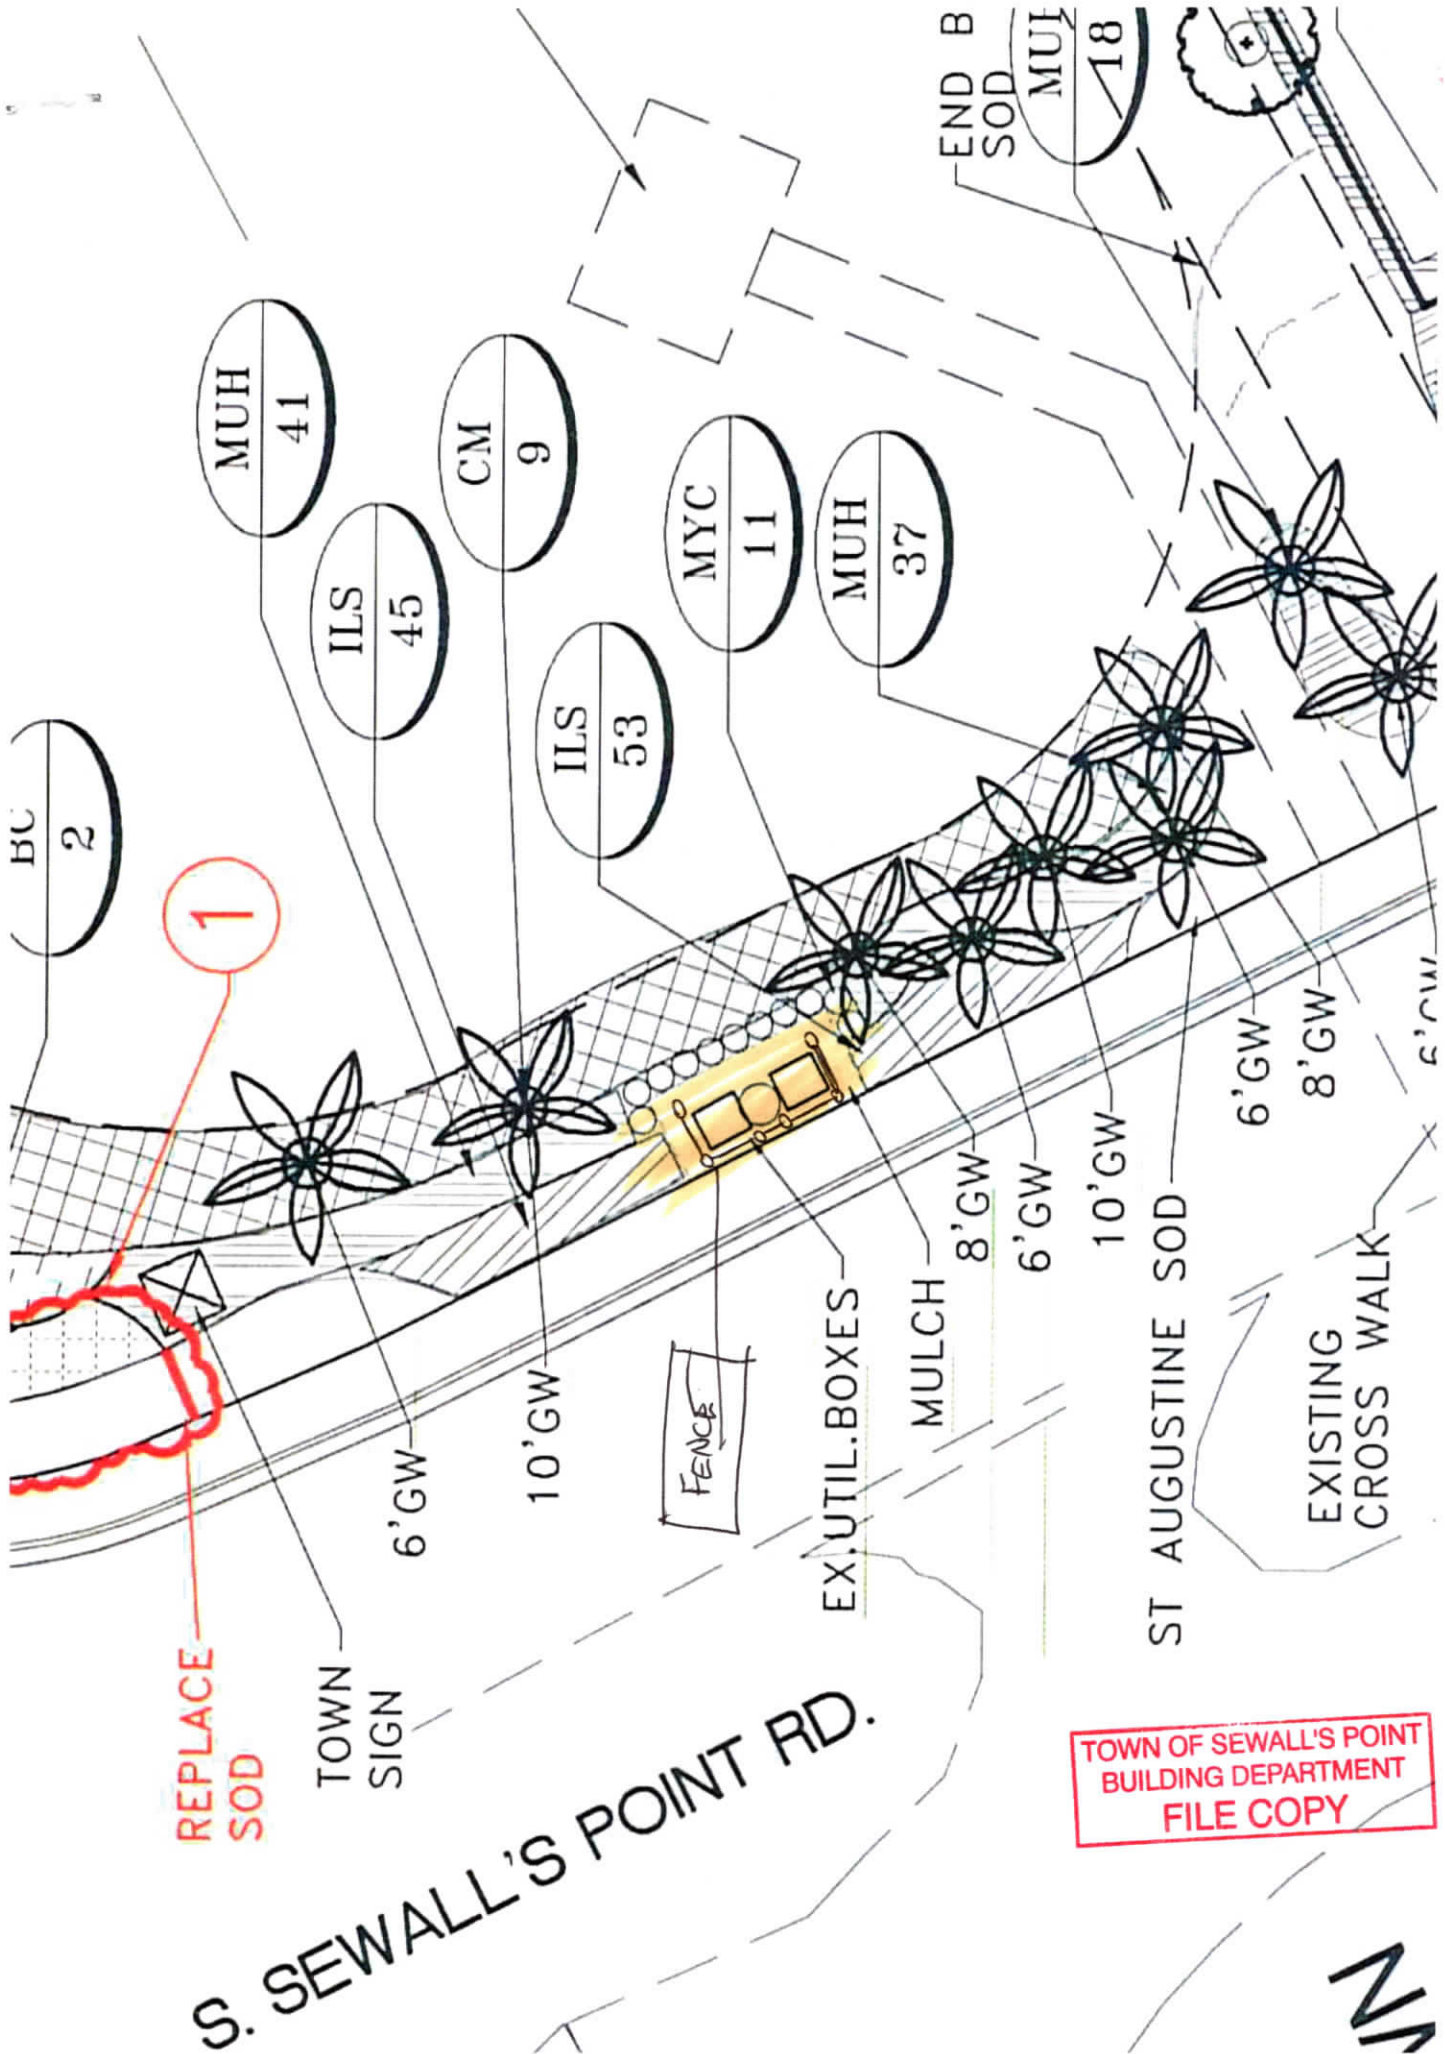 END B
SOD
18
MUH
41
CM
9
ILS
45
MYC
11
MUH
37
ILS
53
BC
2
1
REPLACE
SOD
TOWN
SIGN
6'GW
10'GW
FENCE
EX.UTIL.BOXES
MULCH
8'GW
6'GW
10'GW
ST AUGUSTINE SOD
6'GW
8'GW
6'GW
EXISTING
CROSS WALK
S. SEWALL'S POINT RD.
TOWN OF SEWALL'S POINT
BUILDING DEPARTMENT
FILE COPY